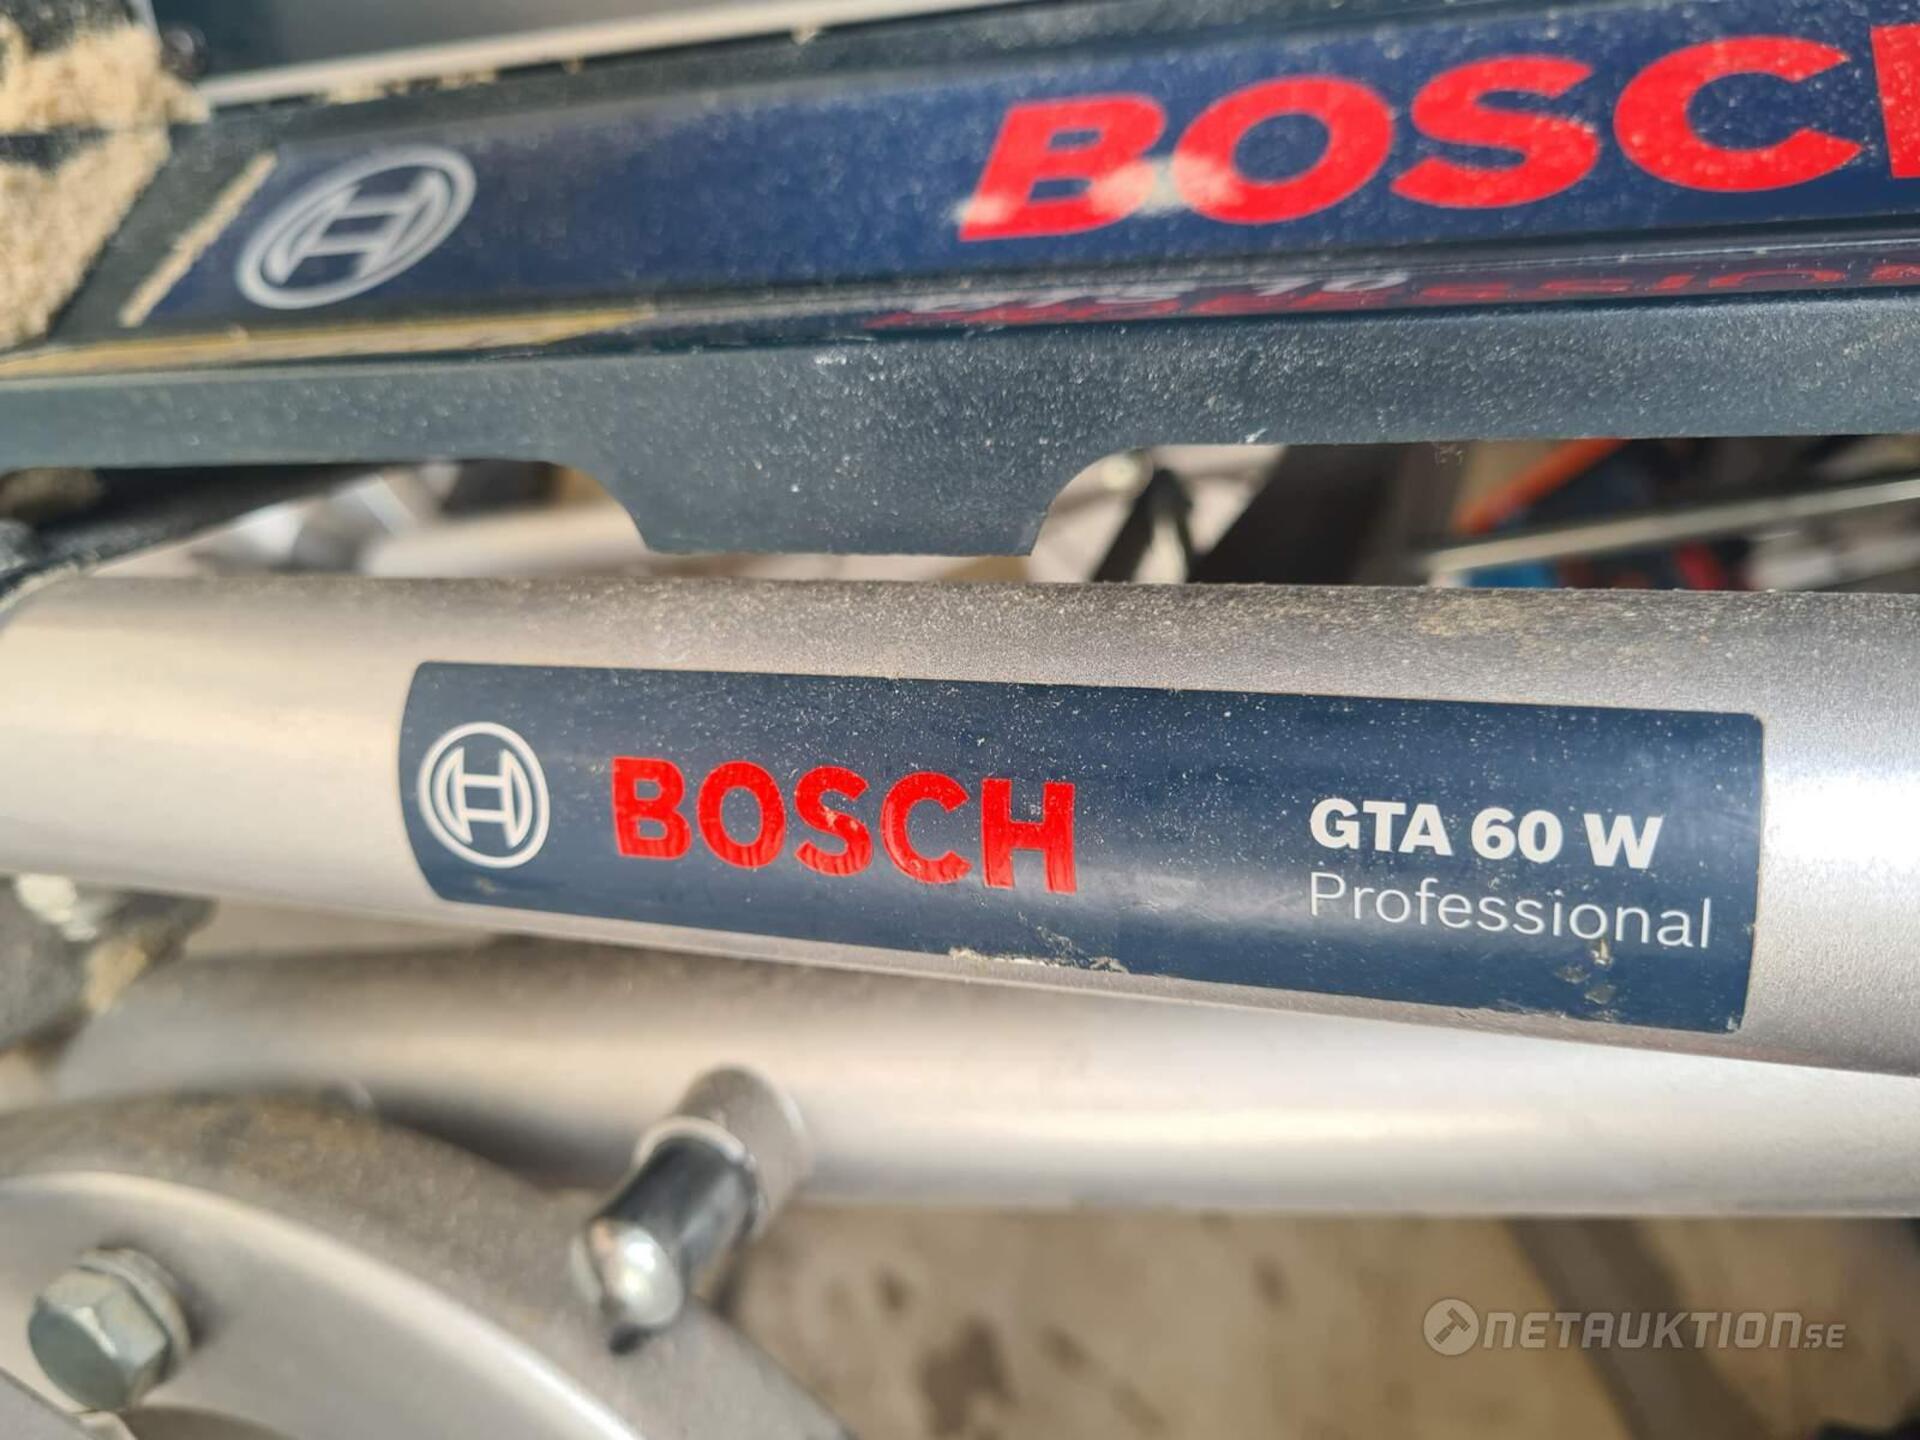 BOSCH
BOSCH
GTA 60 W
Professional
NETAUKTION.SE